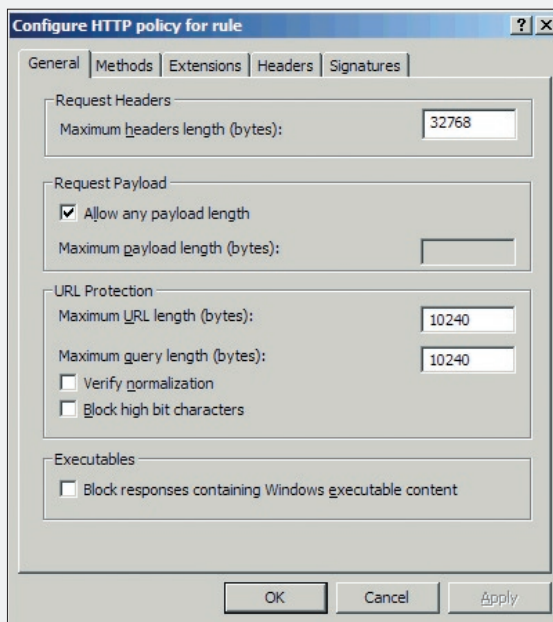 Configure HTTP policy for rule
General Methods Extensions Headers Signatures
Request Headers
Maximum headers length (bytes): 32768
Request Payload
Allow any payload length
Maximum payload length (bytes):
URL Protection
Maximum URL length (bytes): 10240
Maximum query length (bytes): 10240
Verify normalization
Block high bit characters
Executables
Block responses containing Windows executable content
OK Cancel Apply